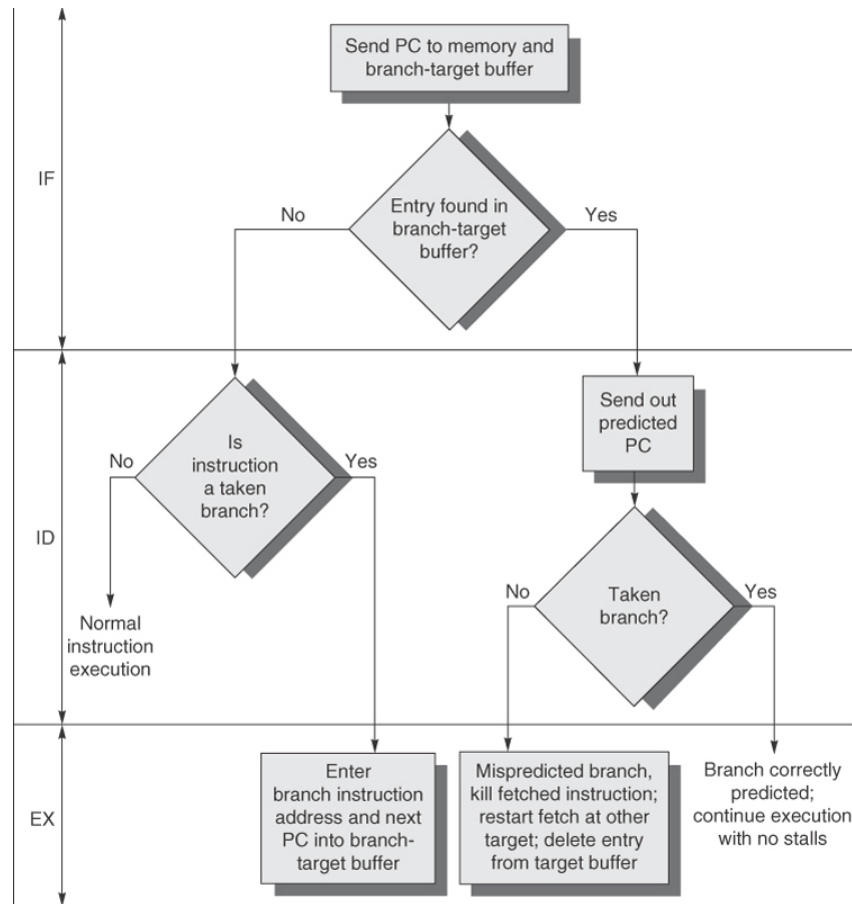 Send PC to memory and
branch-target buffer
IF
No
Entry found in
branch-target
buffer?
Yes
No
Is
instruction
a taken
branch?
Yes
Send out
predicted
PC
ID
No
Taken
branch?
Yes
Normal
instruction
execution
EX
Enter
branch instruction
address and next
PC into branch-
target buffer
Mispredicted branch,
kill fetched instruction;
restart fetch at other
target; delete entry
from target buffer
Branch correctly
predicted;
continue execution
with no stalls